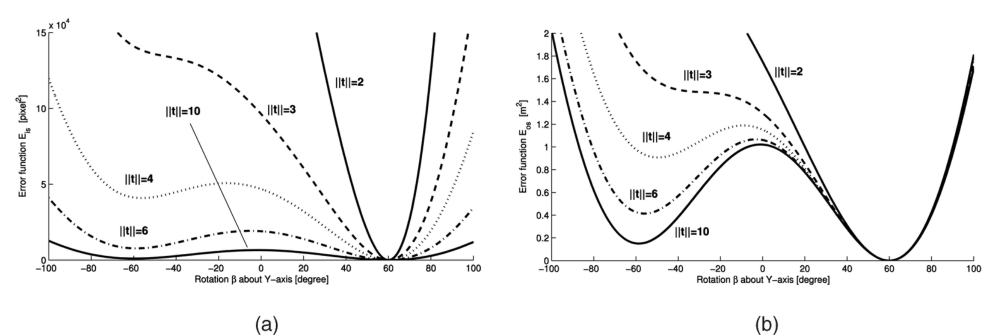 x 10^4
15
10
5
0
Error function E_is [pixel^2]
||t||=2
||t||=3
||t||=10
||t||=4
||t||=6
−100 −80 −60 −40 −20 0 20 40 60 80 100
Rotation β about Y−axis [degree]
(a)
2
1.8
1.6
1.4
1.2
1
0.8
0.6
0.4
0.2
0
Error function E_os [m^2]
||t||=2
||t||=3
||t||=4
||t||=6
||t||=10
−100 −80 −60 −40 −20 0 20 40 60 80 100
Rotation β about Y−axis [degree]
(b)